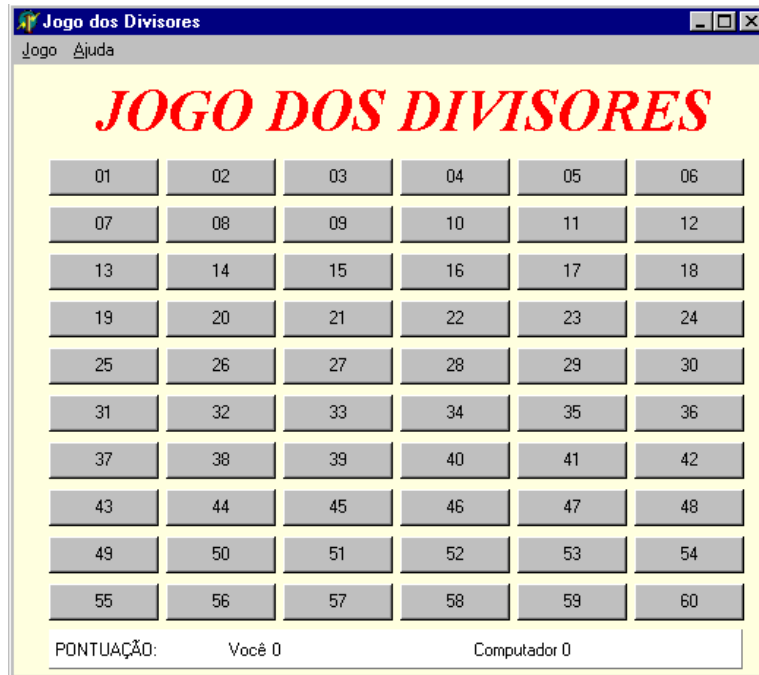 Jogo dos Divisores
Jogo Ajuda
JOGO DOS DIVISORES
01 02 03 04 05 06
07 08 09 10 11 12
13 14 15 16 17 18
19 20 21 22 23 24
25 26 27 28 29 30
31 32 33 34 35 36
37 38 39 40 41 42
43 44 45 46 47 48
49 50 51 52 53 54
55 56 57 58 59 60
PONTUAÇÃO: Você 0 Computador 0